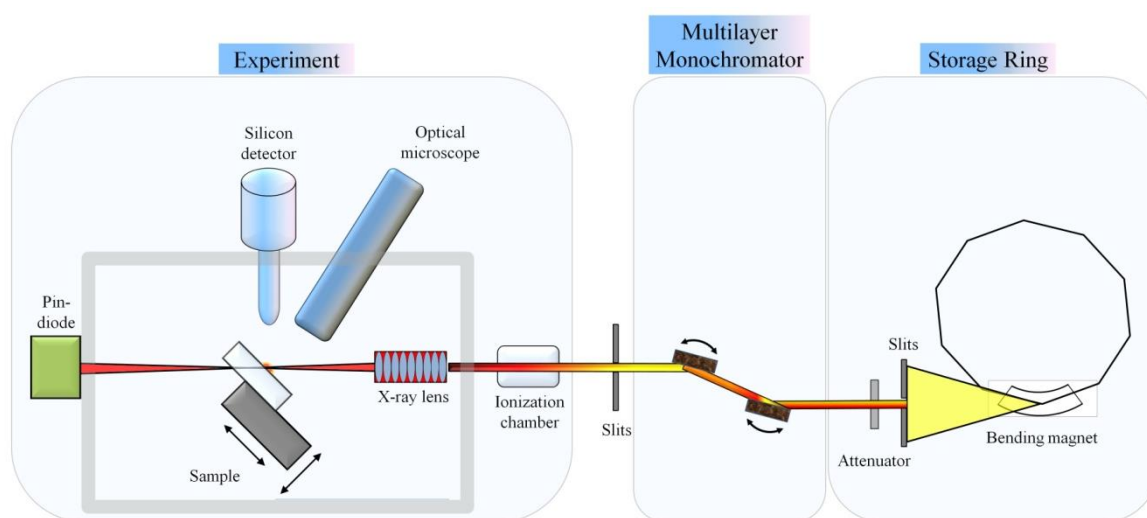 Experiment
Multilayer
Monochromator
Storage Ring
Silicon
detector
Optical
microscope
Pin-
diode
X-ray lens
Ionization
chamber
Slits
Sample
Slits
Attenuator
Bending magnet